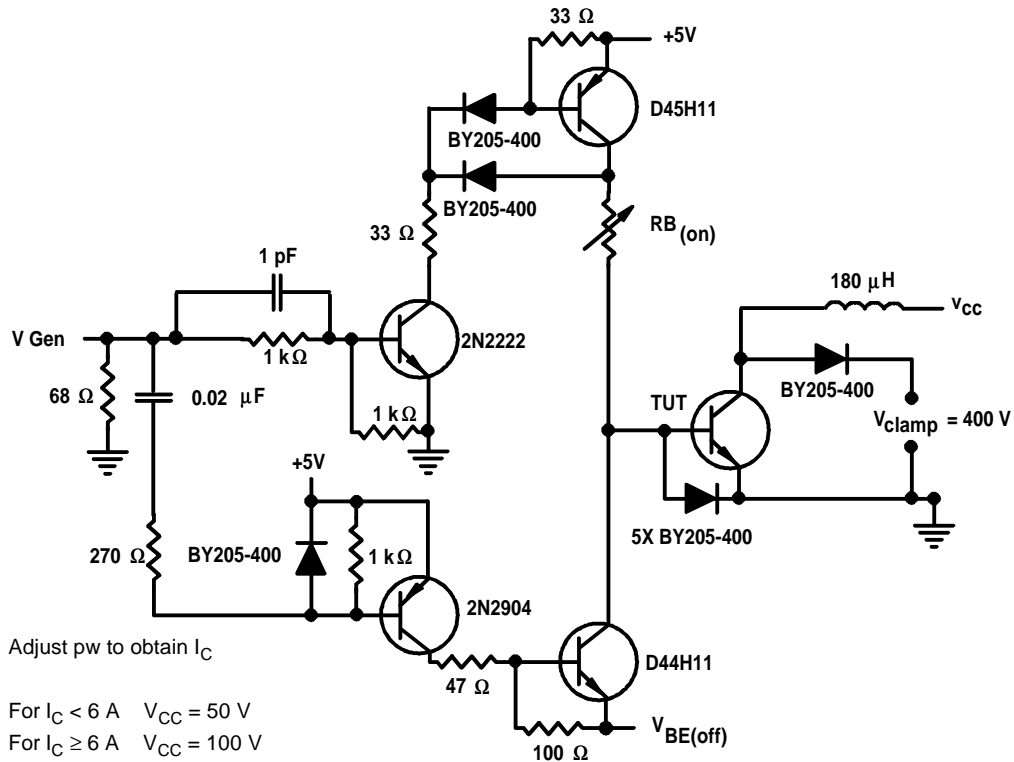 33 Ω
+5V
D45H11
BY205-400
BY205-400
33 Ω
RB(on)
1 pF
180 μH
V Gen
vcc
2N2222
1 kΩ
BY205-400
68 Ω
0.02 μF
TUT
Vclamp = 400 V
1 kΩ
+5V
5X BY205-400
270 Ω
BY205-400
1 kΩ
2N2904
Adjust pw to obtain IC
D44H11
47 Ω
For IC < 6 A VCC = 50 V
VBE(off)
For IC ≥ 6 A VCC = 100 V
100 Ω